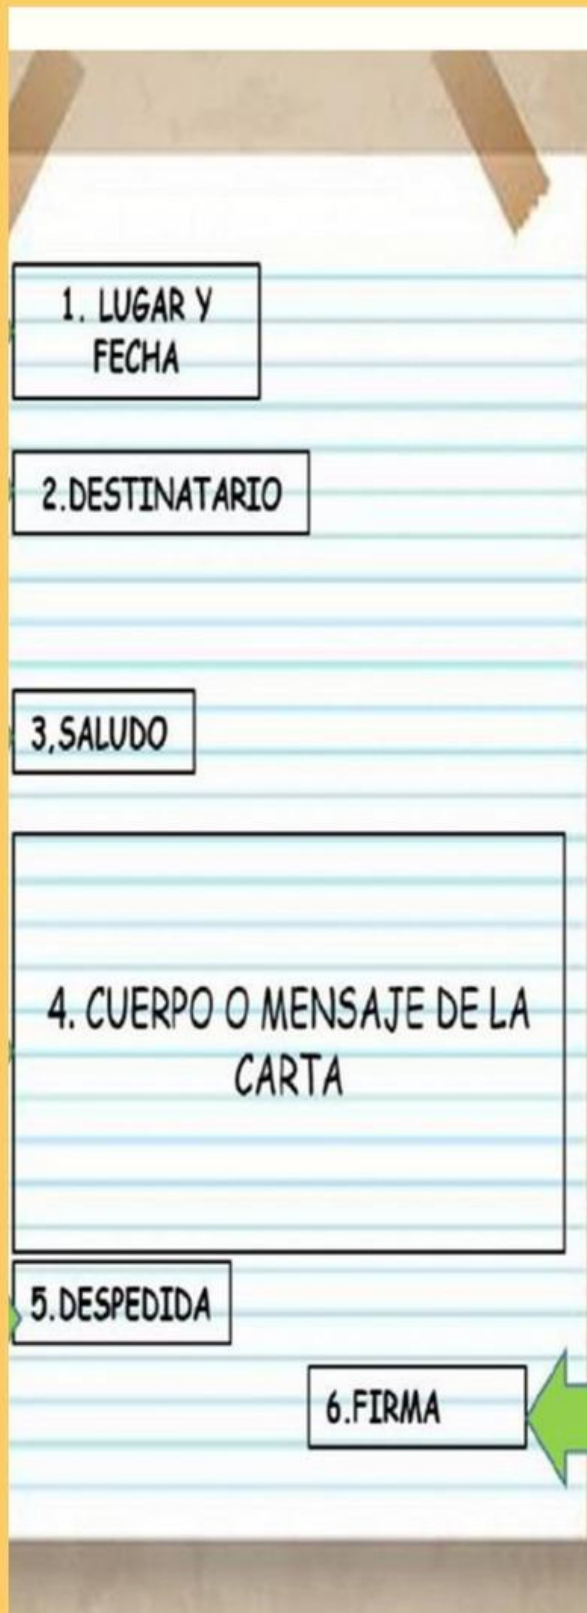 1. LUGAR Y
FECHA
2.DESTINATARIO
3,SALUDO
4. CUERPO O MENSAJE DE LA
CARTA
5.DESPEDIDA
6.FIRMA